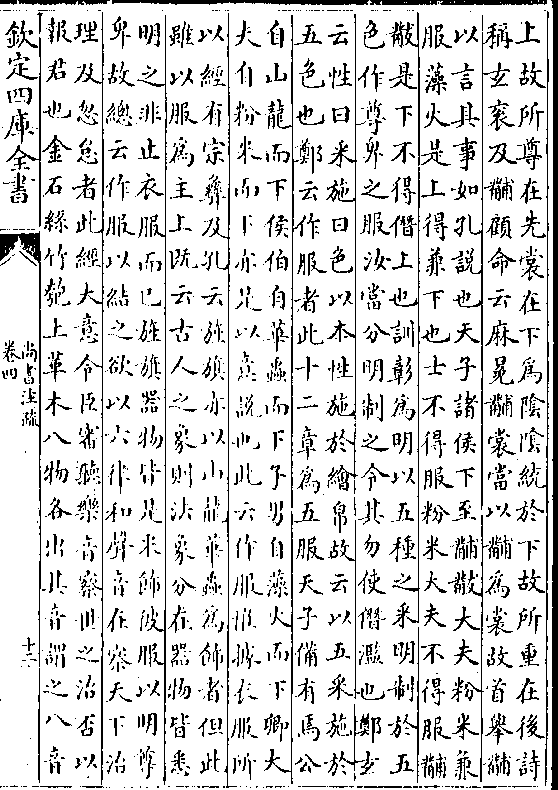 上故所尊在先裳在下爲陰陰統於下故所重在後詩
稱玄衮及黼顧命云麻冕黼裳當以黼爲裳故首舉黼
以言其事如孔說也天子諸侯下至黼黻大夫粉米兼
服藻火是上得兼下也士不得服粉米大夫不得服黼
黻是下不得僭上也訓彰爲明以五種之采明制於五
色作尊卑之服汝當分明制之令其勿使僭濫也鄭玄
云性曰采施曰色以本性施於繒帛故云以五采施於
五色也鄭云作服者此十二章爲五服天子備有焉公
自山龍而下侯伯自華蟲而下子男自藻火而下卿大
夫自粉米而下亦是以意說也此云作服惟據衣服所
以經有宗彝及孔云旌旗亦以山龍華蟲爲飾者但此
雖以服爲主上既云古人之象則法象分在器物皆悉
明之非止衣服而已旌旗器物皆是采飾被服以明尊
卑故總云作服以結之欲以六律和聲音在察天下治
理及忽怠者此經大意令臣審聽樂音察世之治否以
報君也金石絲竹匏土革木八物各出其音謂之八音
欽定四庫全書
尚書注疏
卷四
十三